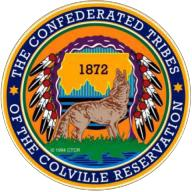 THE CONFEDERATED TRIBES
1872
© 1994 CTCR
OF THE COLVILLE RESERVATION